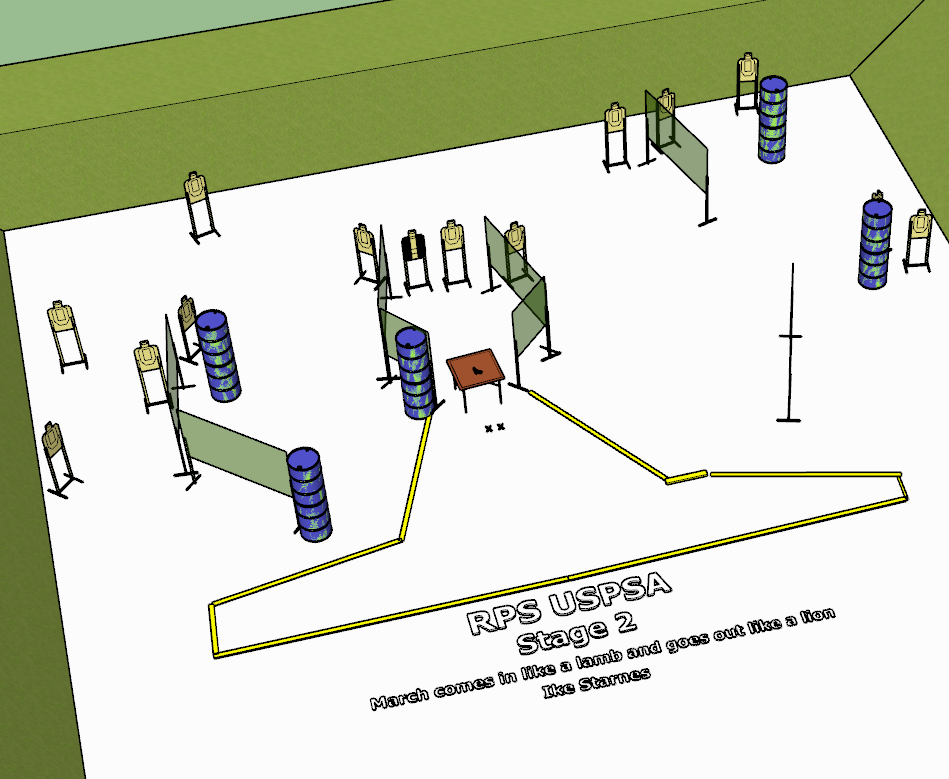 RPS USPSA
Stage 2
March comes in like a lamb and goes out like a lion
Ike Starnes